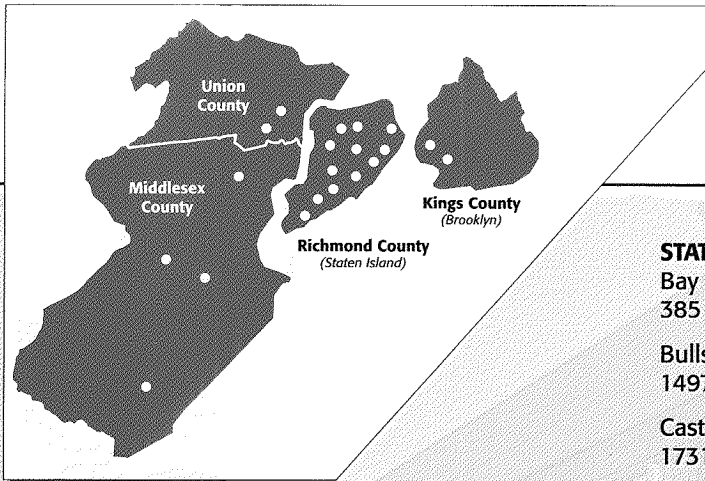 Union
County
Middlesex
County
Richmond County
(Staten Island)
Kings County
(Brooklyn)
STAT
Bay
385
Bulls
1497
Cast
1731